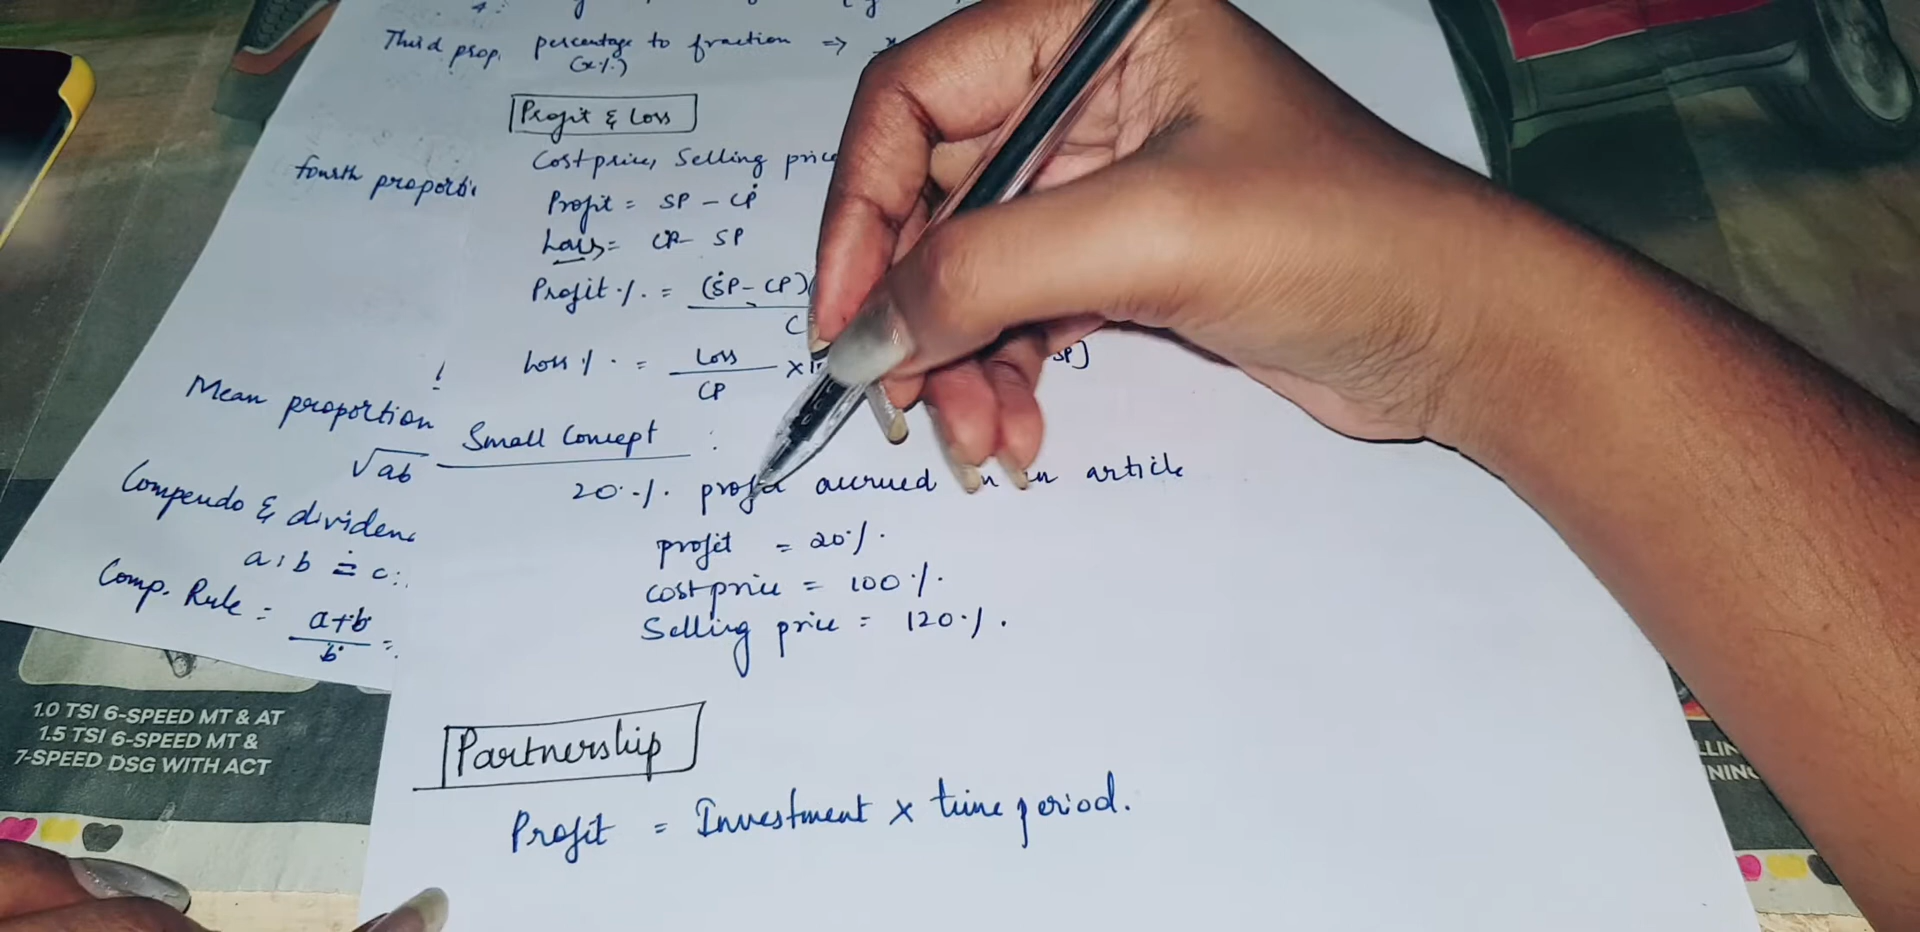 Third prop.
fourth proporti
Mean proportion
√ab
Compendo & dividen
a : b = c :
Comp. Rule = a+b
b =
percentage to fraction ⇒ x
(x%)
Profit & Loss
Cost price, Selling price
Profit = SP - CP
Loss = CP - SP
Profit % = (SP - CP)
C
Loss % = Loss ×
CP
SP]
Small Concept :
20% profit accrued an article
profit = 20%.
cost price = 100%.
Selling price = 120%.
Partnership
Profit = Investment × time period.
1.0 TSI 6-SPEED MT & AT
1.5 TSI 6-SPEED MT &
7-SPEED DSG WITH ACT